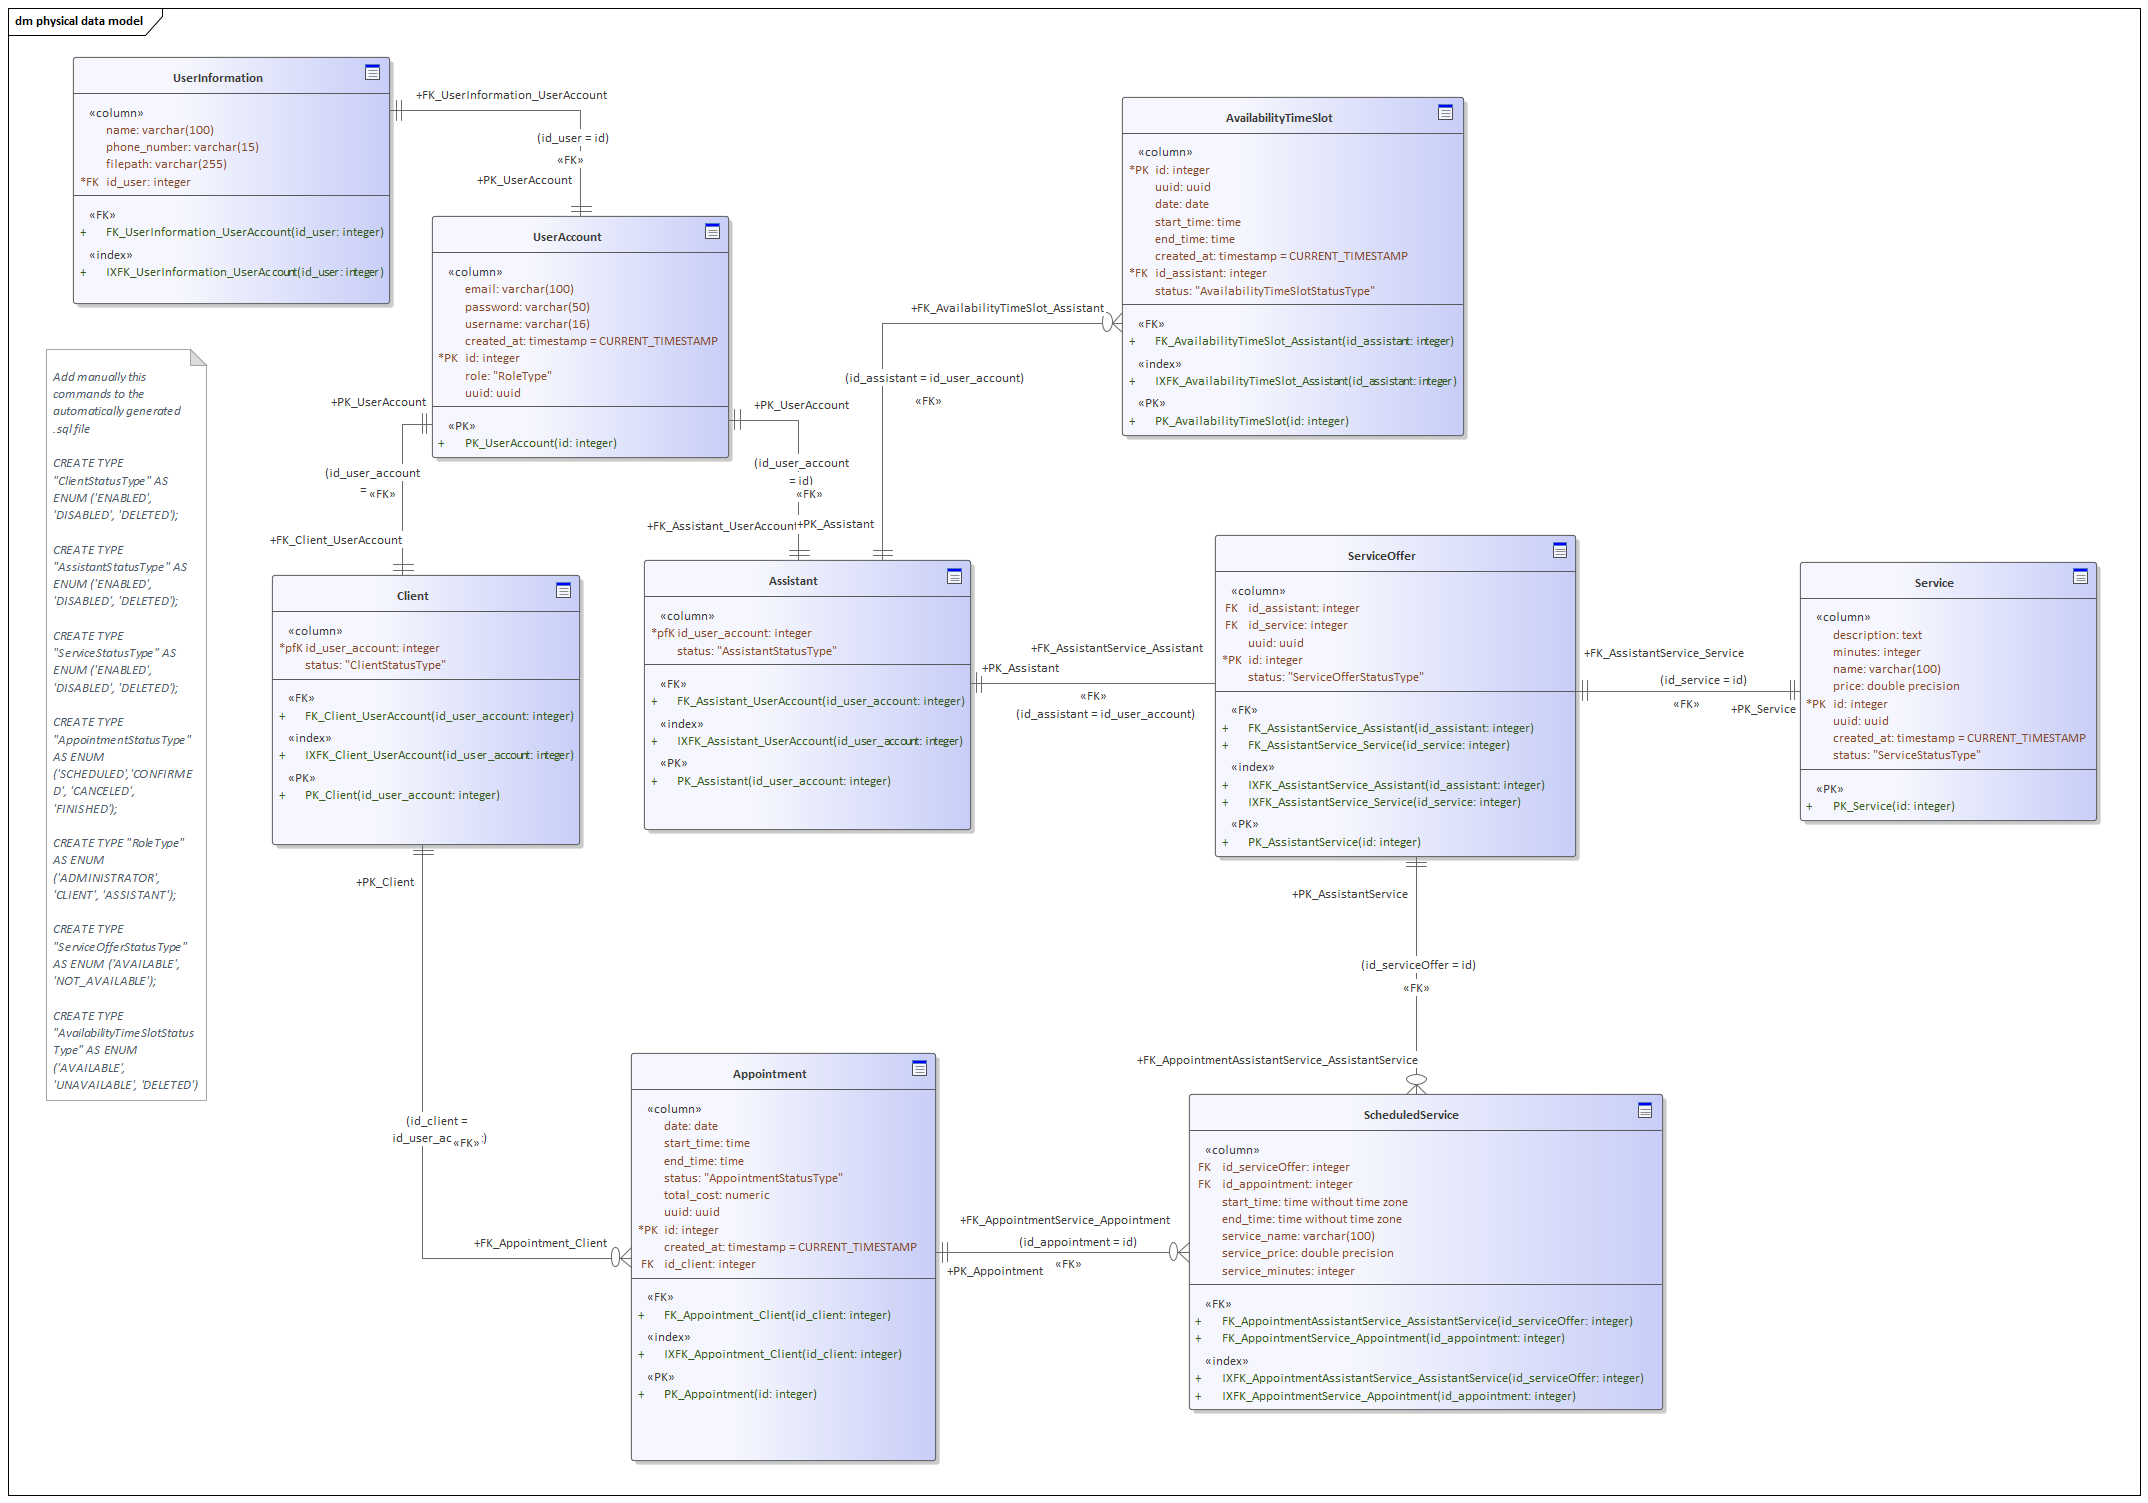 dm physical data model
UserInformation
«column»
name: varchar(100)
phone_number: varchar(15)
filepath: varchar(255)
*FK id_user: integer
«FK»
+ FK_UserInformation_UserAccount(id_user: integer)
«index»
+ IXFK_UserInformation_UserAccount(id_user: integer)
+FK_UserInformation_UserAccount
(id_user = id)
«FK»
+PK_UserAccount
UserAccount
«column»
email: varchar(100)
password: varchar(50)
username: varchar(16)
created_at: timestamp = CURRENT_TIMESTAMP
*PK id: integer
role: "RoleType"
uuid: uuid
«PK»
+ PK_UserAccount(id: integer)
AvailabilityTimeSlot
«column»
*PK id: integer
uuid: uuid
date: date
start_time: time
end_time: time
created_at: timestamp = CURRENT_TIMESTAMP
*FK id_assistant: integer
status: "AvailabilityTimeSlotStatusType"
«FK»
+ FK_AvailabilityTimeSlot_Assistant(id_assistant: integer)
«index»
+ IXFK_AvailabilityTimeSlot_Assistant(id_assistant: integer)
«PK»
+ PK_AvailabilityTimeSlot(id: integer)
+FK_AvailabilityTimeSlot_Assistant
(id_assistant = id_user_account)
«FK»
+PK_Assistant
Add manually this
commands to the
automatically generated
.sql file
CREATE TYPE
"ClientStatusType" AS
ENUM ('ENABLED',
'DISABLED', 'DELETED');
CREATE TYPE
"AssistantStatusType" AS
ENUM ('ENABLED',
'DISABLED', 'DELETED');
CREATE TYPE
"ServiceStatusType" AS
ENUM ('ENABLED',
'DISABLED', 'DELETED');
CREATE TYPE
"AppointmentStatusType"
AS ENUM
('SCHEDULED','CONFIRME
D', 'CANCELED',
'FINISHED');
CREATE TYPE "RoleType"
AS ENUM
('ADMINISTRATOR',
'CLIENT', 'ASSISTANT');
CREATE TYPE
"ServiceOfferStatusType"
AS ENUM ('AVAILABLE',
'NOT_AVAILABLE');
CREATE TYPE
"AvailabilityTimeSlotStatus
Type" AS ENUM
('AVAILABLE',
'UNAVAILABLE', 'DELETED')
+PK_UserAccount
(id_user_account
= «FK»
+FK_Client_UserAccount
+PK_UserAccount
(id_user_account
= id)
«FK»
+FK_Assistant_UserAccount
Client
«column»
*pfK id_user_account: integer
status: "ClientStatusType"
«FK»
+ FK_Client_UserAccount(id_user_account: integer)
«index»
+ IXFK_Client_UserAccount(id_user_account: integer)
«PK»
+ PK_Client(id_user_account: integer)
Assistant
«column»
*pfK id_user_account: integer
status: "AssistantStatusType"
«FK»
+ FK_Assistant_UserAccount(id_user_account: integer)
«index»
+ IXFK_Assistant_UserAccount(id_user_account: integer)
«PK»
+ PK_Assistant(id_user_account: integer)
+FK_AssistantService_Assistant
+PK_Assistant
«FK»
(id_assistant = id_user_account)
ServiceOffer
«column»
FK id_assistant: integer
FK id_service: integer
uuid: uuid
*PK id: integer
status: "ServiceOfferStatusType"
«FK»
+ FK_AssistantService_Assistant(id_assistant: integer)
+ FK_AssistantService_Service(id_service: integer)
«index»
+ IXFK_AssistantService_Assistant(id_assistant: integer)
+ IXFK_AssistantService_Service(id_service: integer)
«PK»
+ PK_AssistantService(id: integer)
+FK_AssistantService_Service
(id_service = id)
«FK»
+PK_Service
Service
«column»
description: text
minutes: integer
name: varchar(100)
price: double precision
*PK id: integer
uuid: uuid
created_at: timestamp = CURRENT_TIMESTAMP
status: "ServiceStatusType"
«PK»
+ PK_Service(id: integer)
+PK_Client
(id_client =
id_user_ac «FK» :)
+FK_Appointment_Client
+PK_AssistantService
(id_serviceOffer = id)
«FK»
+FK_AppointmentAssistantService_AssistantService
Appointment
«column»
date: date
start_time: time
end_time: time
status: "AppointmentStatusType"
total_cost: numeric
uuid: uuid
*PK id: integer
created_at: timestamp = CURRENT_TIMESTAMP
FK id_client: integer
«FK»
+ FK_Appointment_Client(id_client: integer)
«index»
+ IXFK_Appointment_Client(id_client: integer)
«PK»
+ PK_Appointment(id: integer)
+FK_AppointmentService_Appointment
(id_appointment = id)
+PK_Appointment
«FK»
ScheduledService
«column»
FK id_serviceOffer: integer
FK id_appointment: integer
start_time: time without time zone
end_time: time without time zone
service_name: varchar(100)
service_price: double precision
service_minutes: integer
«FK»
+ FK_AppointmentAssistantService_AssistantService(id_serviceOffer: integer)
+ FK_AppointmentService_Appointment(id_appointment: integer)
«index»
+ IXFK_AppointmentAssistantService_AssistantService(id_serviceOffer: integer)
+ IXFK_AppointmentService_Appointment(id_appointment: integer)